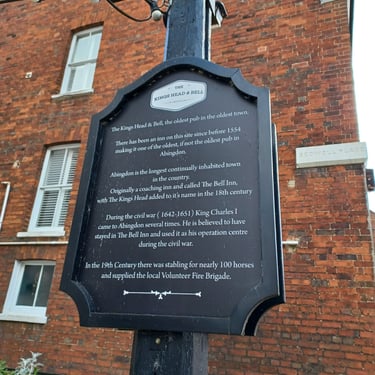 THE
KINGS HEAD & BELL
The Kings Head & Bell, the oldest pub in the oldest town.
There has been an inn on this site since before 1554
making it one of the oldest, if not the oldest pub in
Abingdon.
Abingdon is the longest continually inhabited town
in the country.
Originally a coaching inn and called The Bell Inn,
with The Kings Head added to it's name in the 18th century
During the civil war ( 1642-1651) King Charles I
came to Abingdon several times. He is believed to have
stayed in The Bell Inn and used it as his operation centre
during the civil war.
In the 19th Century there was stabling for nearly 100 horses
and supplied the local Volunteer Fire Brigade.